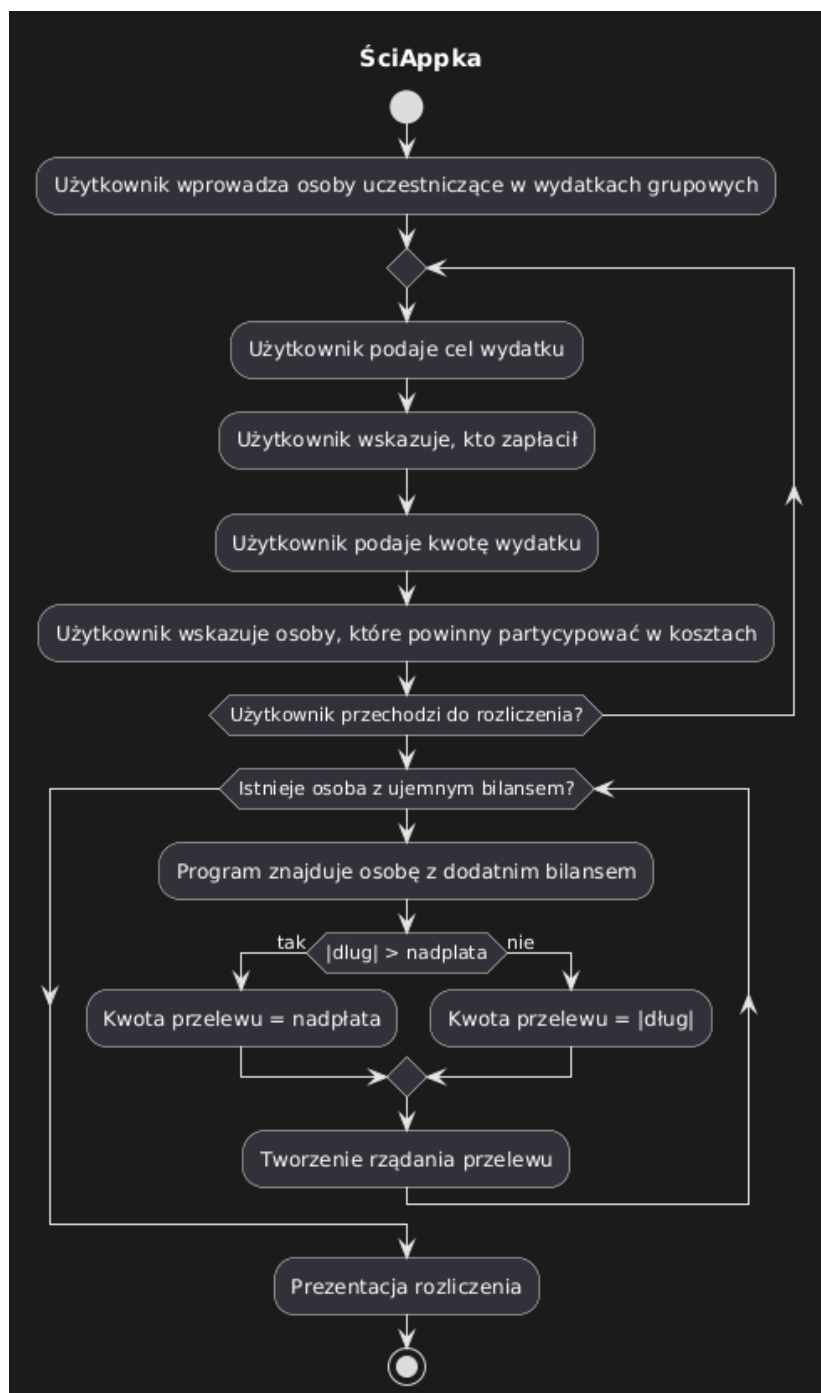 ŚciAppka
Użytkownik wprowadza osoby uczestniczące w wydatkach grupowych
Użytkownik podaje cel wydatku
Użytkownik wskazuje, kto zapłacił
Użytkownik podaje kwotę wydatku
Użytkownik wskazuje osoby, które powinny partycypować w kosztach
Użytkownik przechodzi do rozliczenia?
Istnieje osoba z ujemnym bilansem?
Program znajduje osobę z dodatnim bilansem
tak |dlug| > nadplata nie
Kwota przelewu = nadpłata Kwota przelewu = |dług|
Tworzenie rządania przelewu
Prezentacja rozliczenia